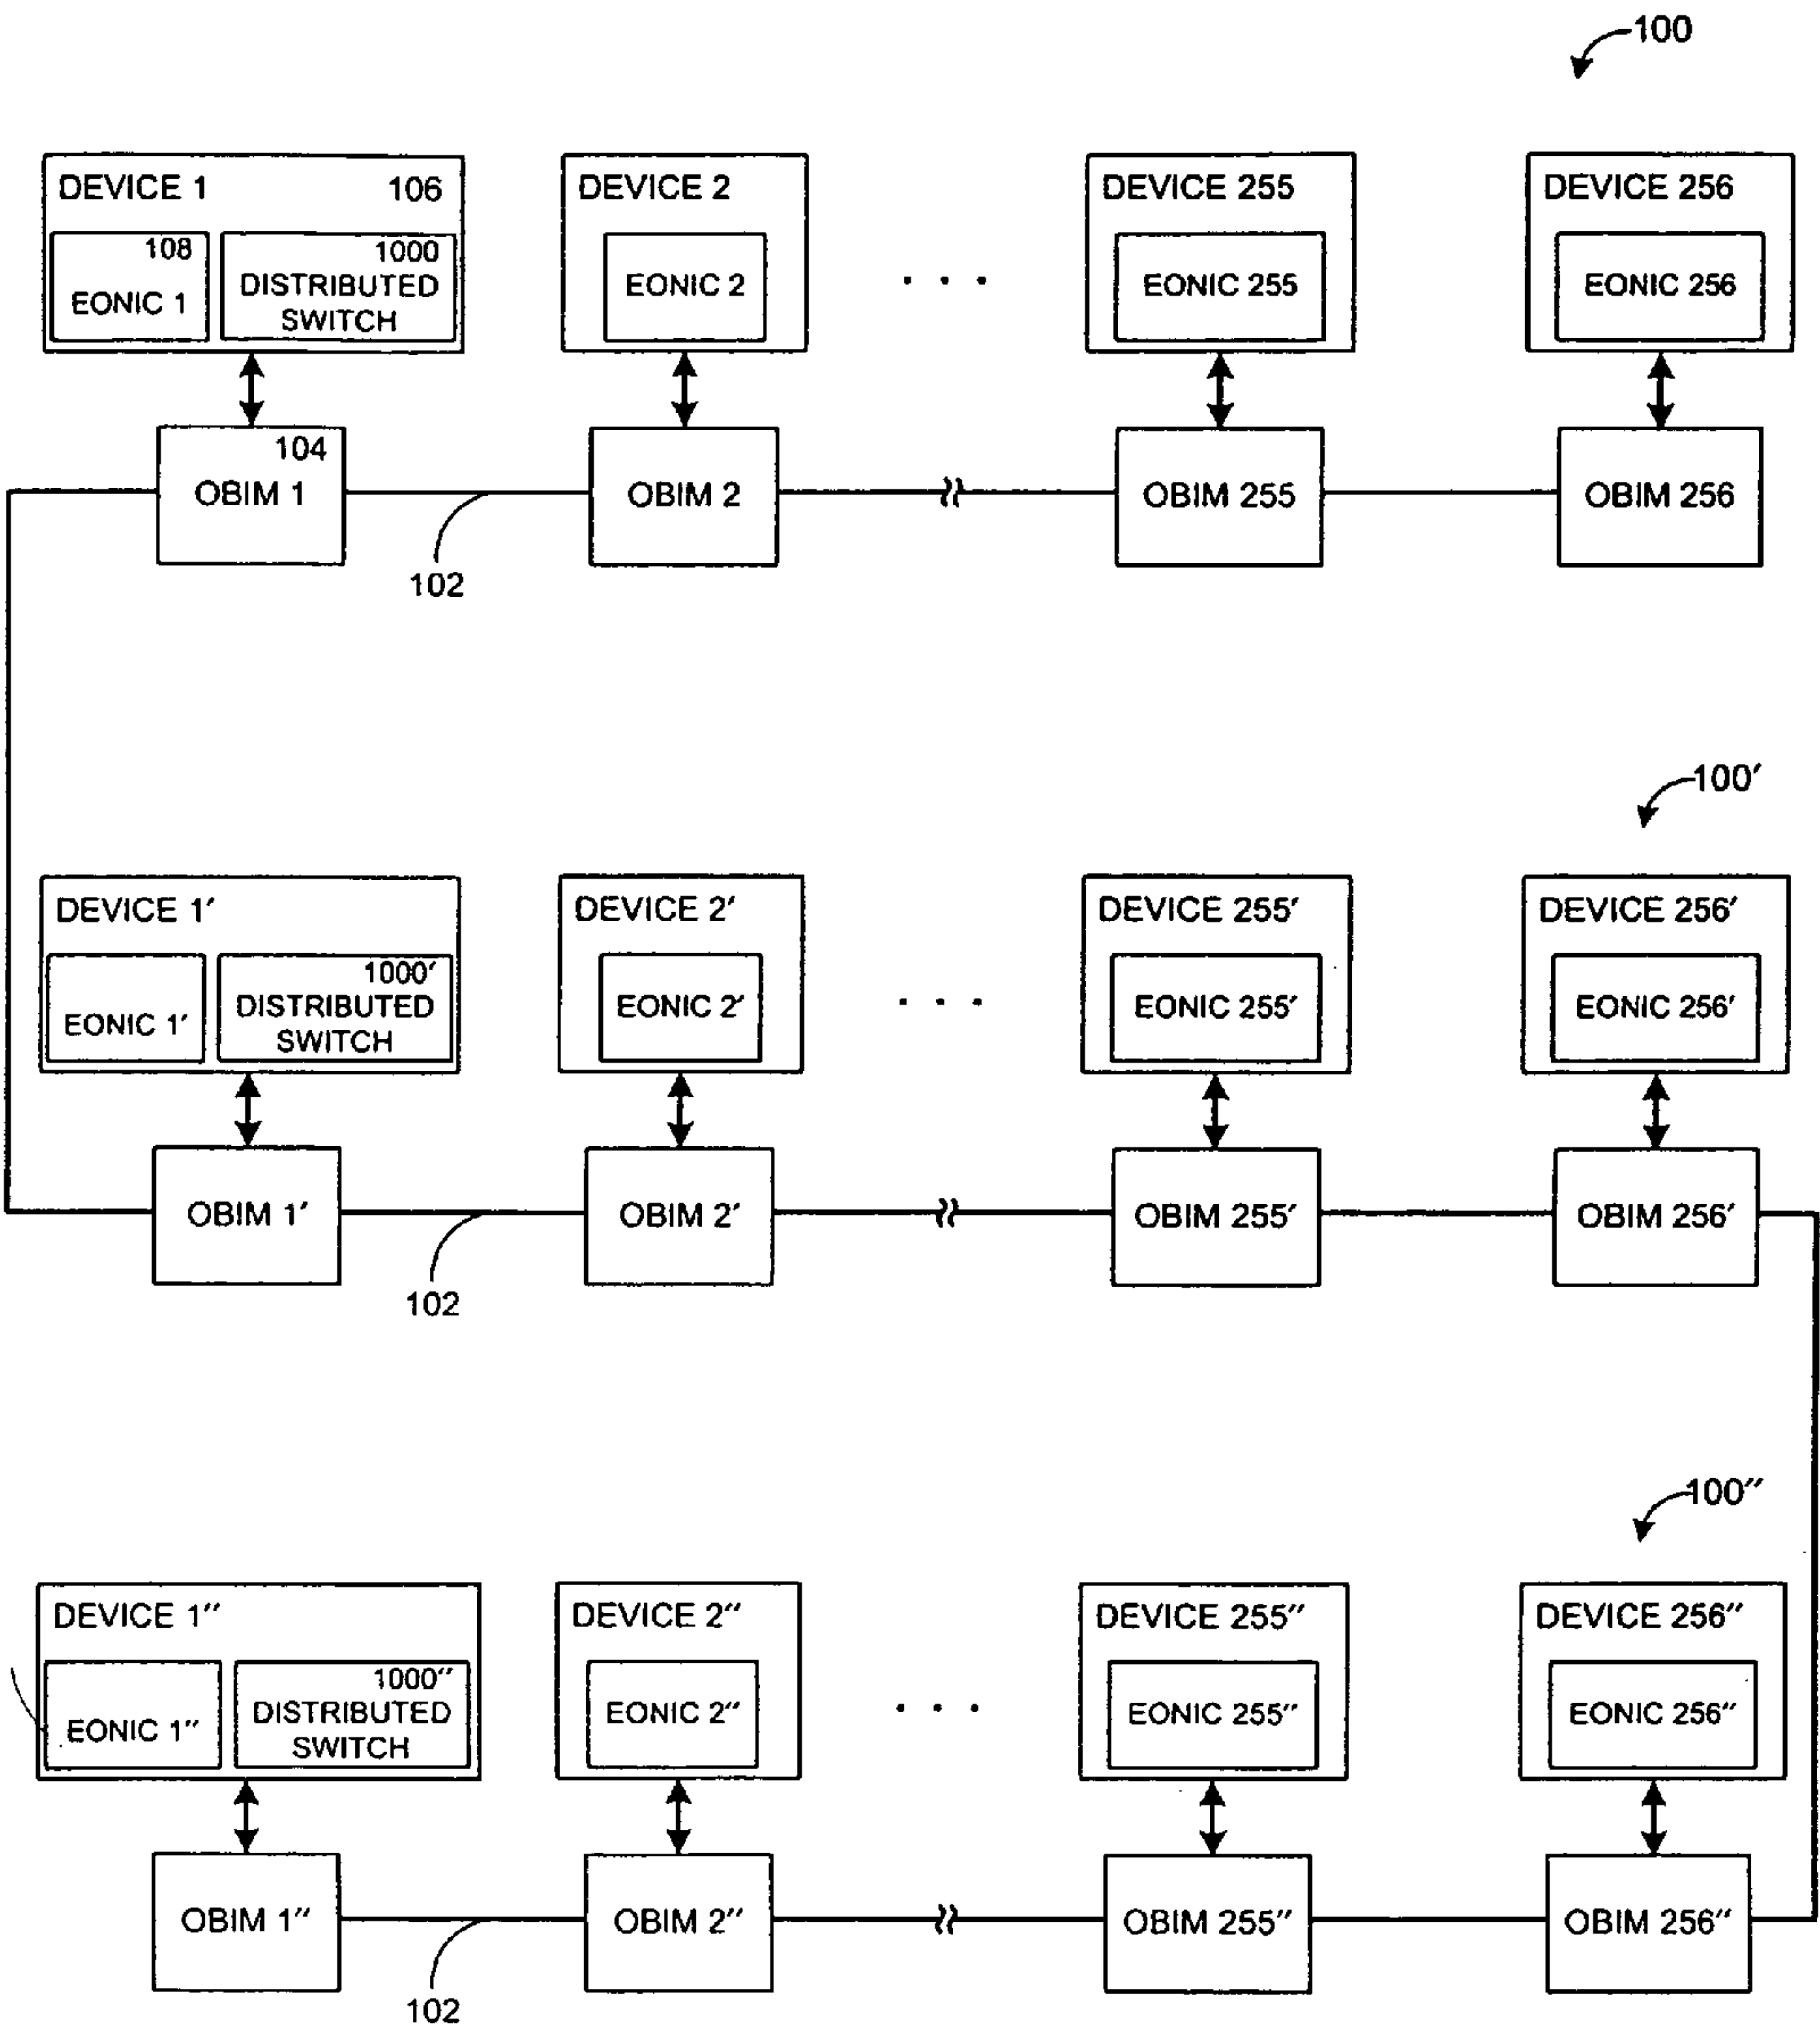 100
DEVICE 1 106
108
EONIC 1
1000
DISTRIBUTED
SWITCH
DEVICE 2
EONIC 2
. . .
DEVICE 255
EONIC 255
DEVICE 256
EONIC 256
104
OBIM 1
OBIM 2
OBIM 255
OBIM 256
102
100′
DEVICE 1′
EONIC 1′
1000′
DISTRIBUTED
SWITCH
DEVICE 2′
EONIC 2′
. . .
DEVICE 255′
EONIC 255′
DEVICE 256′
EONIC 256′
OBIM 1′
OBIM 2′
OBIM 255′
OBIM 256′
102
100″
DEVICE 1″
EONIC 1″
1000″
DISTRIBUTED
SWITCH
DEVICE 2″
EONIC 2″
. . .
DEVICE 255″
EONIC 255″
DEVICE 256″
EONIC 256″
OBIM 1″
OBIM 2″
OBIM 255″
OBIM 256″
102